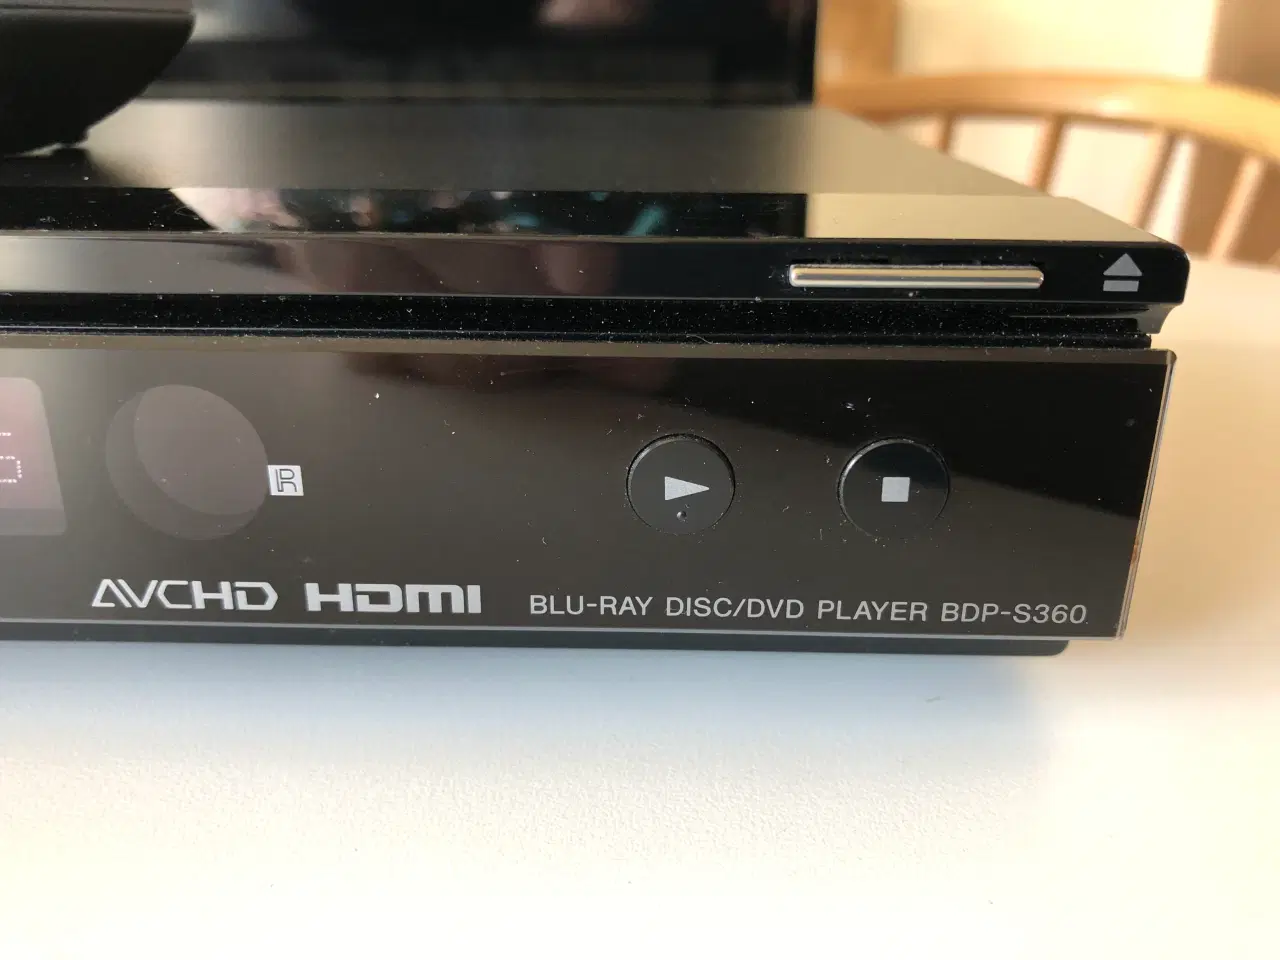 AVCHD HDMI BLU-RAY DISC/DVD PLAYER BDP-S360